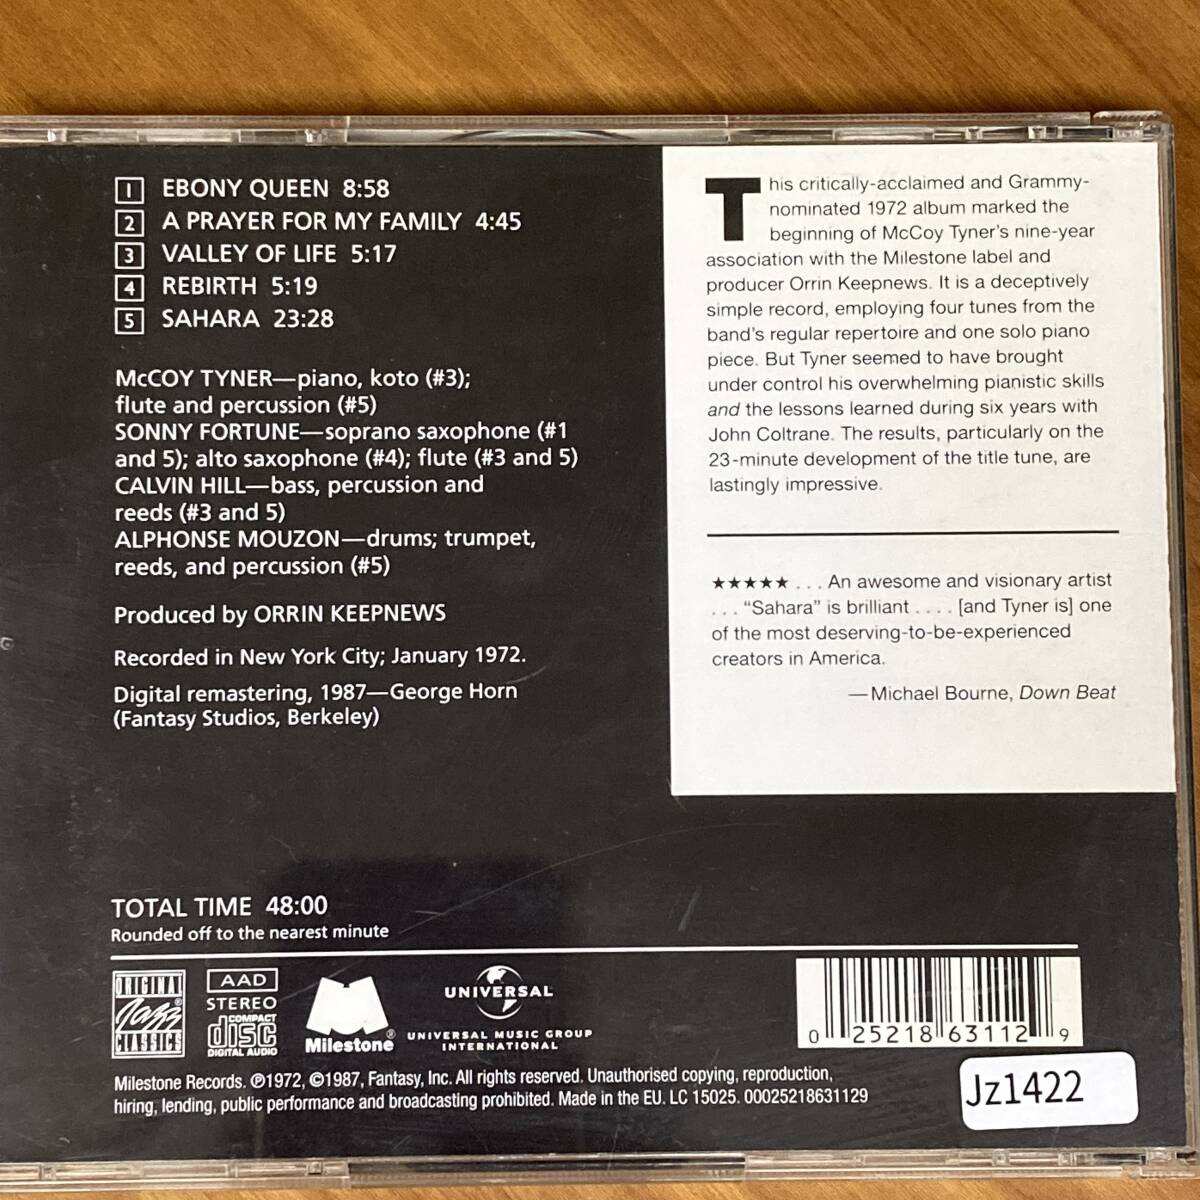 1 EBONY QUEEN 8:58
2 A PRAYER FOR MY FAMILY 4:45
3 VALLEY OF LIFE 5:17
4 REBIRTH 5:19
5 SAHARA 23:28
McCOY TYNER—piano, koto (#3);
flute and percussion (#5)
SONNY FORTUNE—soprano saxophone (#1
and 5); alto saxophone (#4); flute (#3 and 5)
CALVIN HILL—bass, percussion and
reeds (#3 and 5)
ALPHONSE MOUZON—drums; trumpet,
reeds, and percussion (#5)
Produced by ORRIN KEEPNEWS
Recorded in New York City; January 1972.
Digital remastering, 1987—George Horn
(Fantasy Studios, Berkeley)
This critically-acclaimed and Grammy-
nominated 1972 album marked the
beginning of McCoy Tyner's nine-year
association with the Milestone label and
producer Orrin Keepnews. It is a deceptively
simple record, employing four tunes from the
band's regular repertoire and one solo piano
piece. But Tyner seemed to have brought
under control his overwhelming pianistic skills
and the lessons learned during six years with
John Coltrane. The results, particularly on the
23-minute development of the title tune, are
lastingly impressive.
★★★★★ . . . An awesome and visionary artist
. . . "Sahara" is brilliant . . . . [and Tyner is] one
of the most deserving-to-be-experienced
creators in America.
—Michael Bourne, Down Beat
TOTAL TIME 48:00
Rounded off to the nearest minute
ORIGINAL
Jazz®
CLASSICS
AAD
STEREO
COMPACT
disc
DIGITAL AUDIO
Milestone®
UNIVERSAL
UNIVERSAL MUSIC GROUP
INTERNATIONAL
0 25218 63112 9
Milestone Records. ℗1972, ©1987, Fantasy, Inc. All rights reserved. Unauthorised copying, reproduction,
hiring, lending, public performance and broadcasting prohibited. Made in the EU. LC 15025. 00025218631129
Jz1422